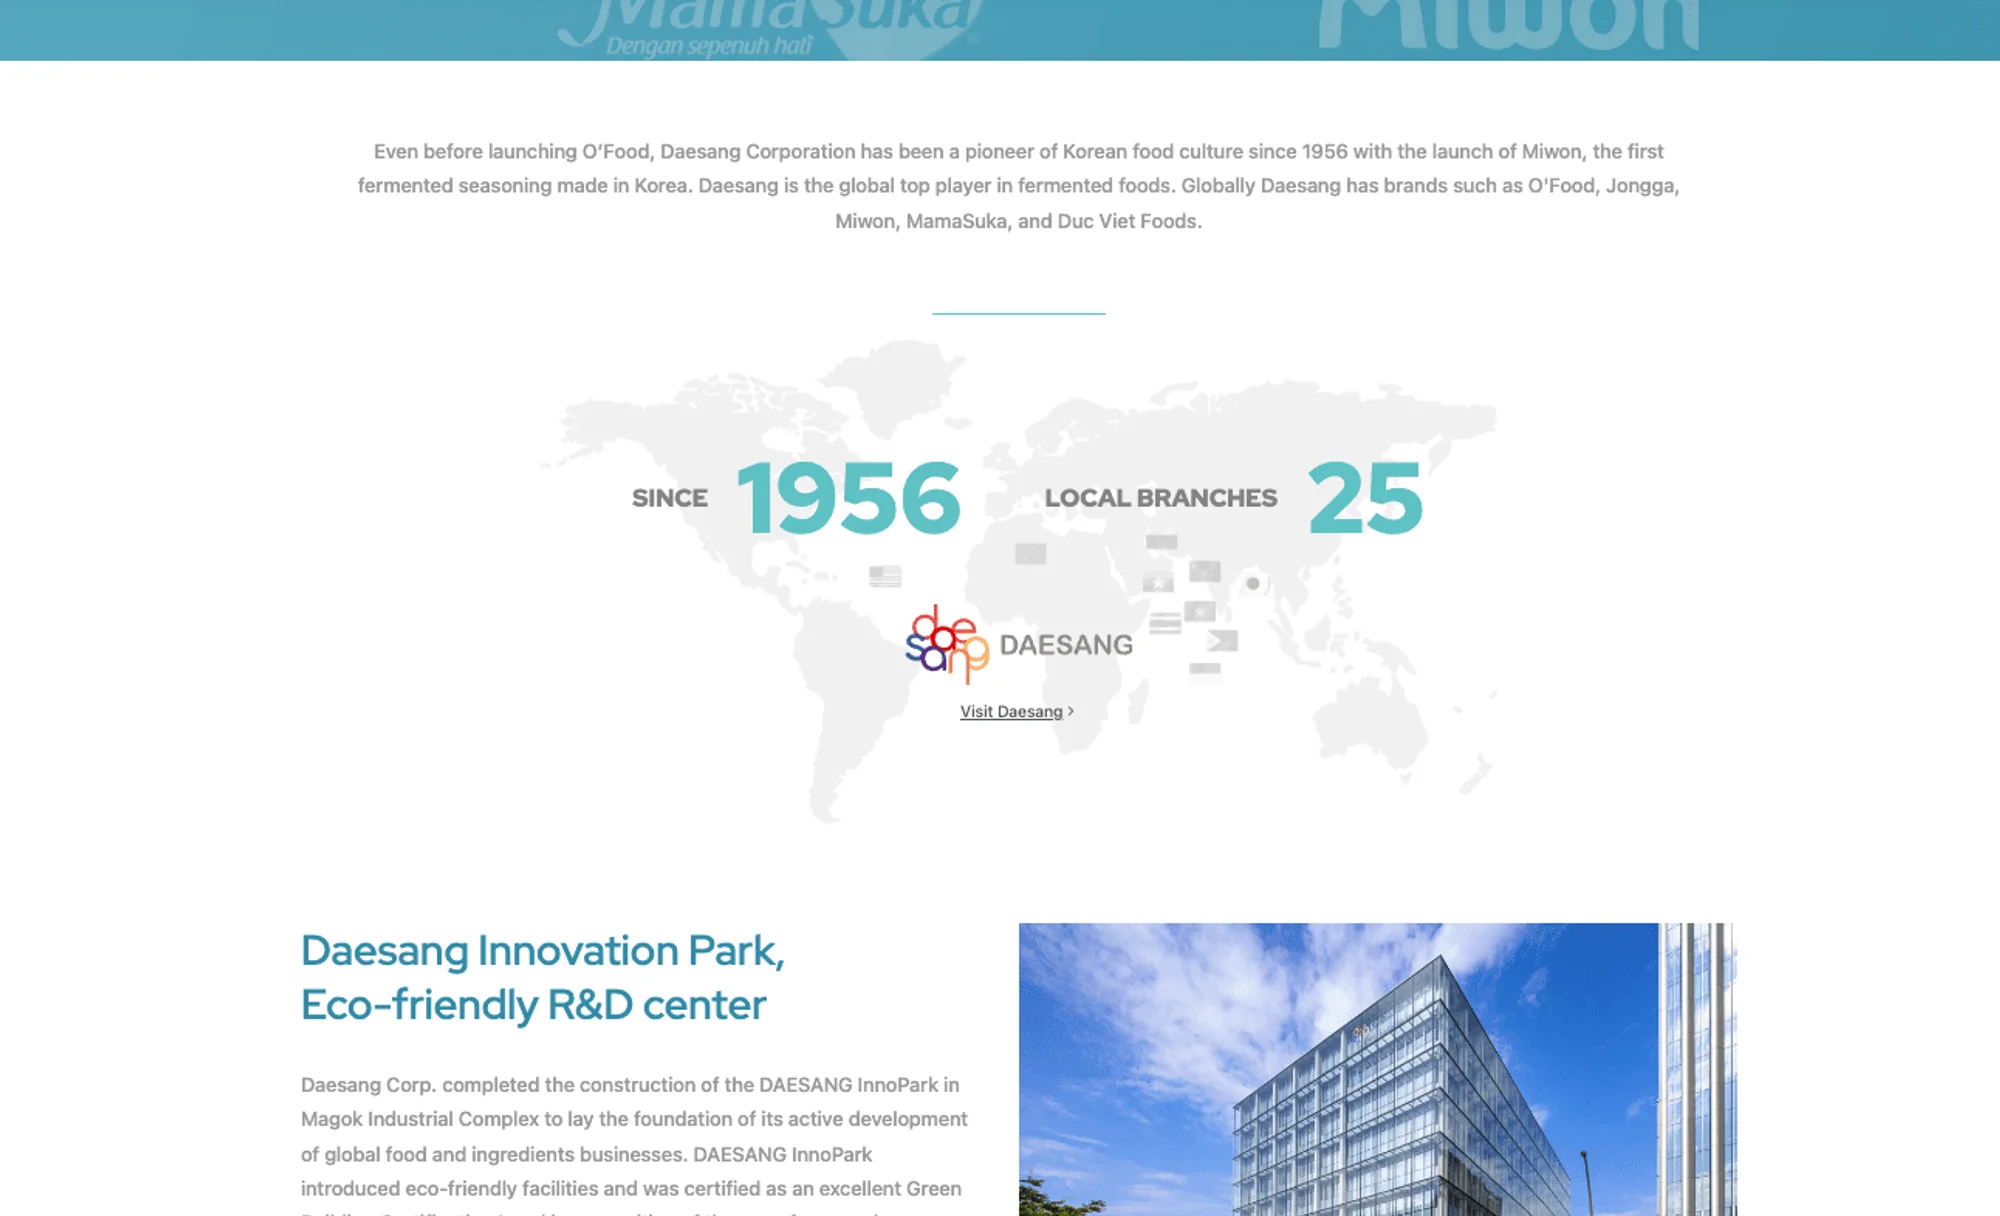 MamaSuka
Dengan sepenuh hati
Miwon
Even before launching O’Food, Daesang Corporation has been a pioneer of Korean food culture since 1956 with the launch of Miwon, the first
fermented seasoning made in Korea. Daesang is the global top player in fermented foods. Globally Daesang has brands such as O'Food, Jongga,
Miwon, MamaSuka, and Duc Viet Foods.
SINCE 1956 LOCAL BRANCHES 25
daesang DAESANG
Visit Daesang >
Daesang Innovation Park,
Eco-friendly R&D center
Daesang Corp. completed the construction of the DAESANG InnoPark in
Magok Industrial Complex to lay the foundation of its active development
of global food and ingredients businesses. DAESANG InnoPark
introduced eco-friendly facilities and was certified as an excellent Green